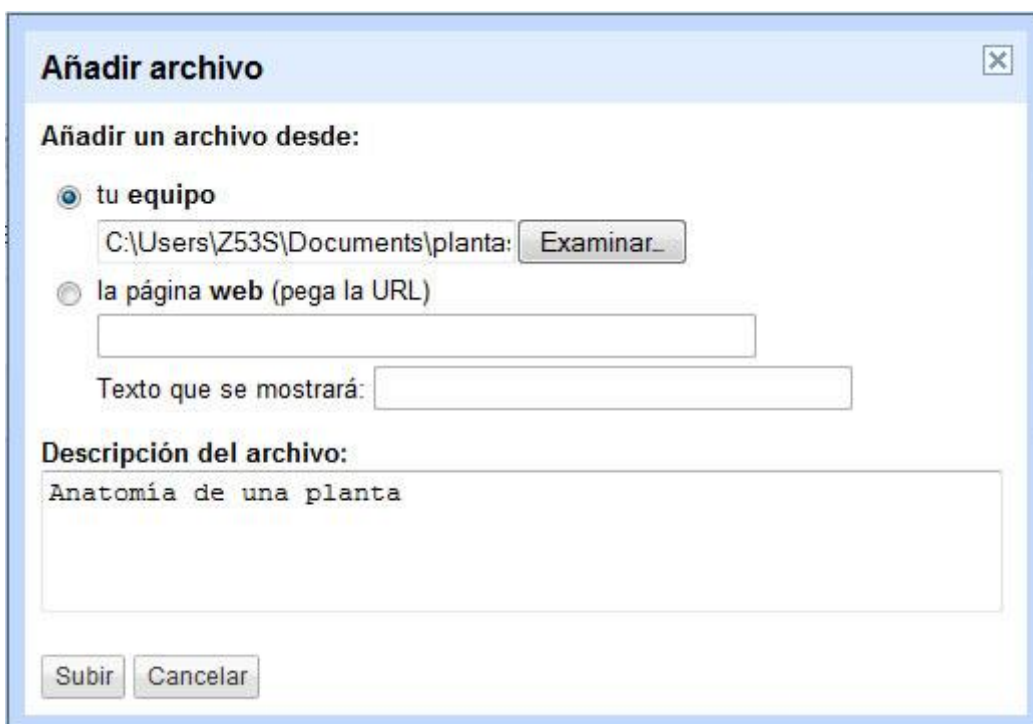 Añadir archivo
Añadir un archivo desde:
tu equipo
C:\Users\Z53S\Documents\plantas Examinar...
la página web (pega la URL)
Texto que se mostrará:
Descripción del archivo:
Anatomía de una planta
Subir Cancelar